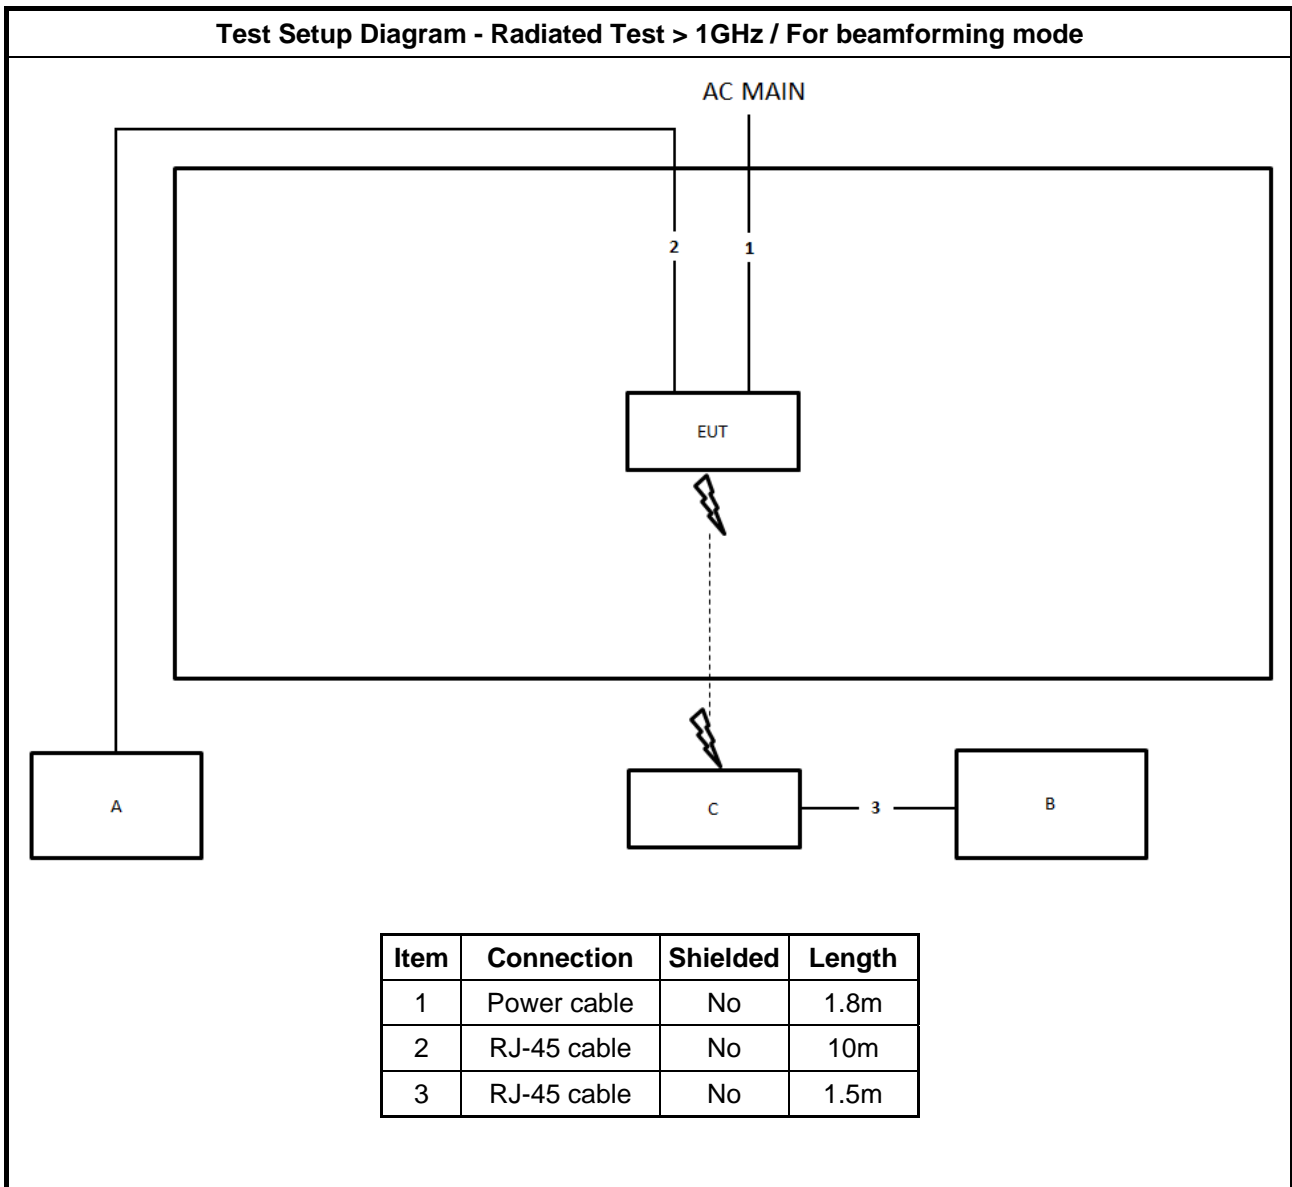 Test Setup Diagram - Radiated Test > 1GHz / For beamforming mode
AC MAIN
2
1
EUT
A
C
3
B
Item Connection Shielded Length
1 Power cable No 1.8m
2 RJ-45 cable No 10m
3 RJ-45 cable No 1.5m